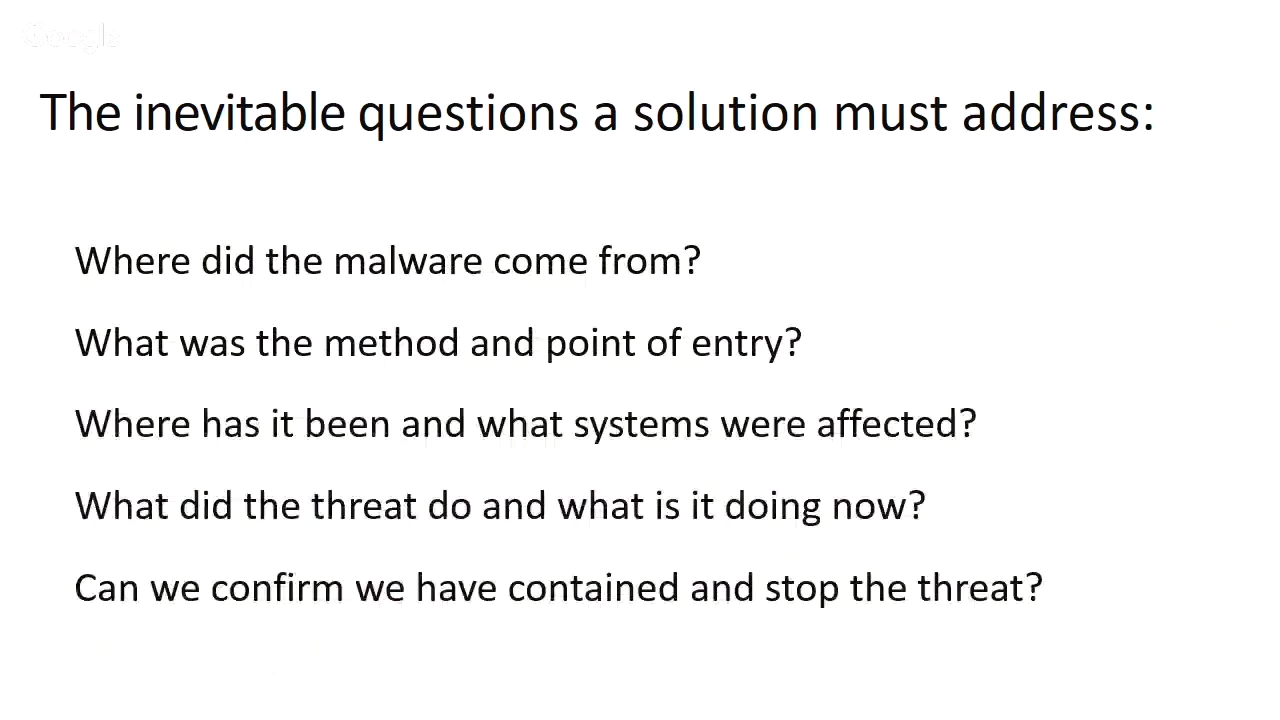 Google
The inevitable questions a solution must address:
Where did the malware come from?
What was the method and point of entry?
Where has it been and what systems were affected?
What did the threat do and what is it doing now?
Can we confirm we have contained and stop the threat?